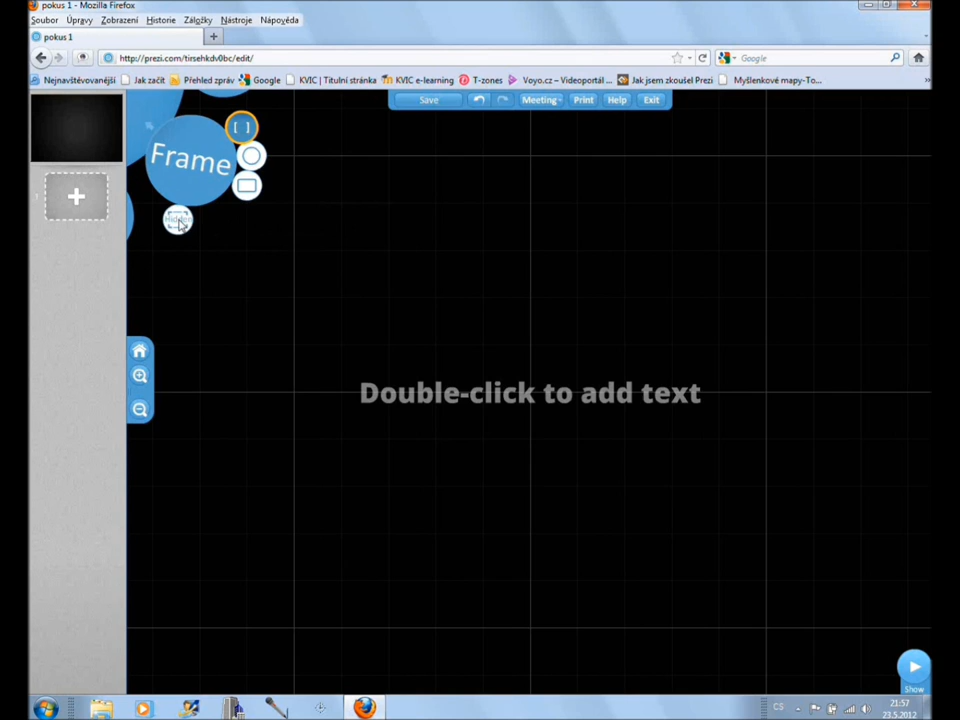 pokus 1 - Mozilla Firefox
Soubor Úpravy Zobrazení Historie Záložky Nástroje Nápověda
pokus 1
http://prezi.com/tirsehkdv0bc/edit/
Google
Nejnavštěvovanější Jak začít Přehled zpráv Google KVIC | Titulní stránka KVIC e-learning T-zones Voyo.cz – Videoportál ... Jak jsem zkoušel Prezi Myšlenkové mapy-To...
Save Meeting Print Help Exit
[ ]
Frame
Hidden
Double-click to add text
Show
CS 21:57
23.5.2012